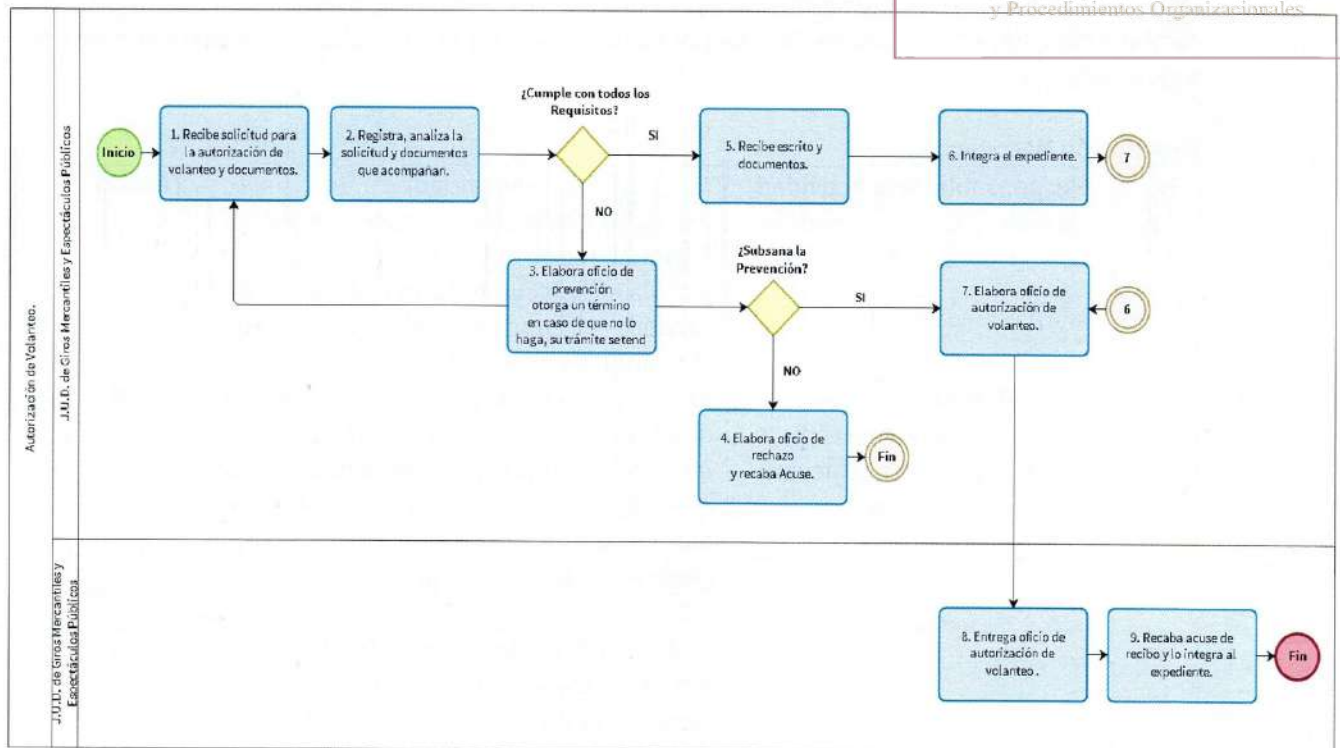 y Procedimientos Organizacionales
Autorización de Volanteo.
J.U.D. de Giros Mercantiles y Espectáculos Públicos
Inicio
1. Recibe solicitud para
la autorización de
volanteo y documentos.
2. Registra, analiza la
solicitud y documentos
que acompañan.
¿Cumple con todos los
Requisitos?
SI
NO
5. Recibe escrito y
documentos.
6. Integra el expediente.
7
3. Elabora oficio de
prevención
otorga un término
en caso de que no lo
haga, su trámite setend
¿Subsana la
Prevención?
SI
NO
7. Elabora oficio de
autorización de
volanteo.
6
4. Elabora oficio de
rechazo
y recaba Acuse.
Fin
J.U.D. de Giros Mercantiles y
Espectáculos Públicos
8. Entrega oficio de
autorización de
volanteo .
9. Recaba acuse de
recibo y lo integra al
expediente.
Fin